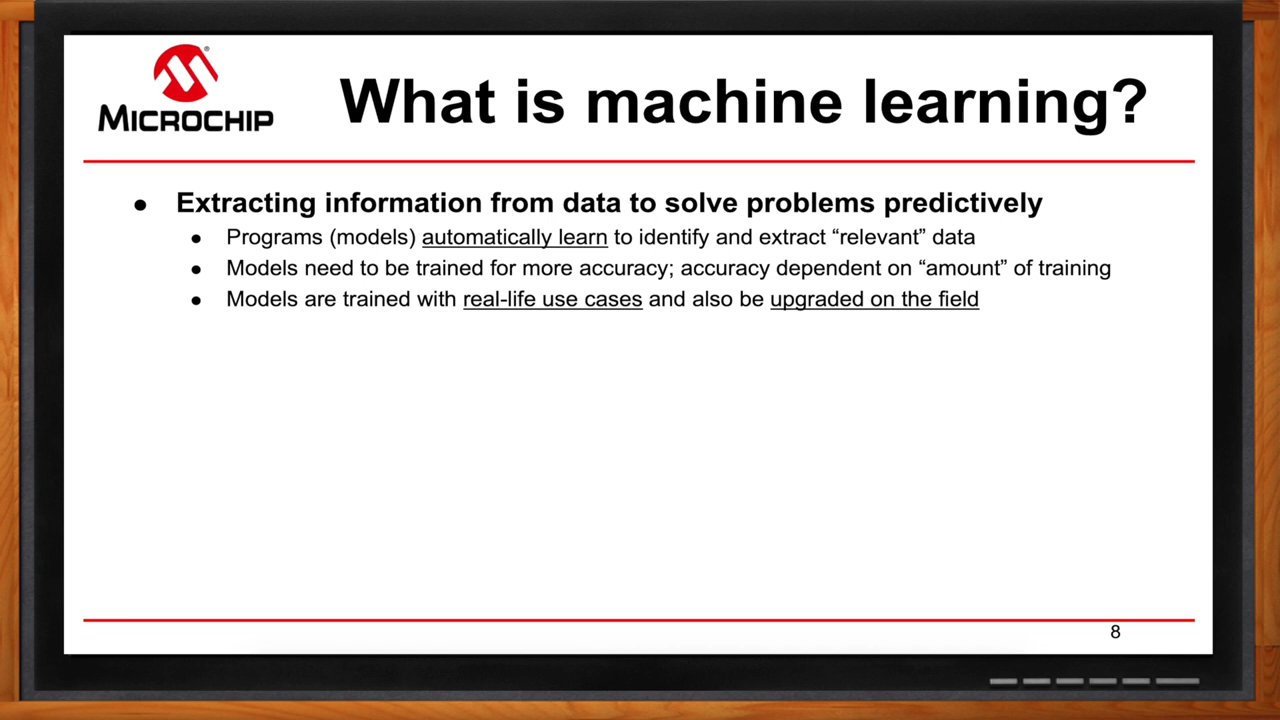 MICROCHIP
What is machine learning?
● Extracting information from data to solve problems predictively
● Programs (models) automatically learn to identify and extract “relevant” data
● Models need to be trained for more accuracy; accuracy dependent on “amount” of training
● Models are trained with real-life use cases and also be upgraded on the field
8